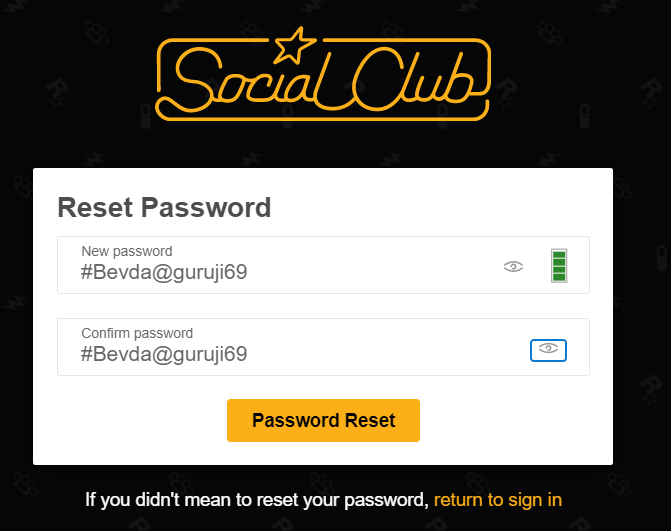 Social Club
Reset Password
New password
#Bevda@guruji69
Confirm password
#Bevda@guruji69
Password Reset
If you didn't mean to reset your password, return to sign in